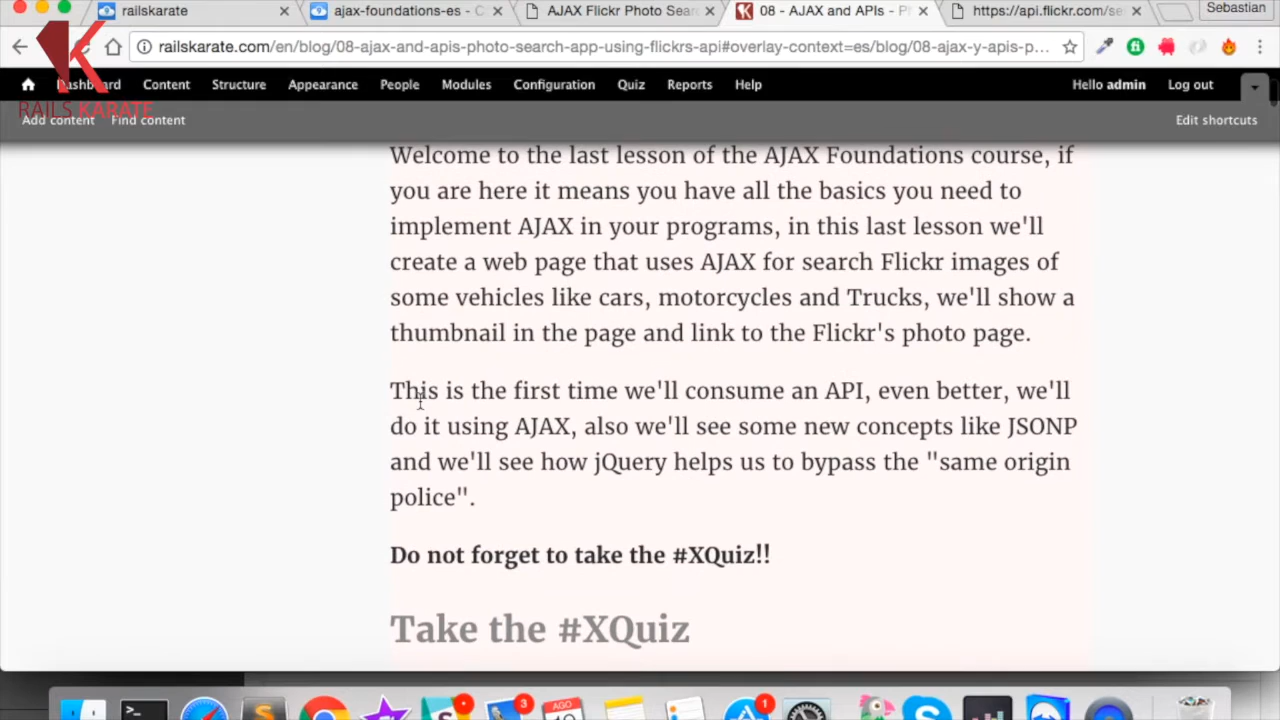 railskarate
ajax-foundations-es - C
AJAX Flickr Photo Sear
08 - AJAX and APIs - P
https://api.flickr.com/se
Sebastian
railskarate.com/en/blog/08-ajax-and-apis-photo-search-app-using-flickrs-api#overlay-context=es/blog/08-ajax-y-apis-p...
Dashboard Content Structure Appearance People Modules Configuration Quiz Reports Help Hello admin Log out
RAILS KARATE
Add content Find content Edit shortcuts
Welcome to the last lesson of the AJAX Foundations course, if
you are here it means you have all the basics you need to
implement AJAX in your programs, in this last lesson we'll
create a web page that uses AJAX for search Flickr images of
some vehicles like cars, motorcycles and Trucks, we'll show a
thumbnail in the page and link to the Flickr's photo page.
This is the first time we'll consume an API, even better, we'll
do it using AJAX, also we'll see some new concepts like JSONP
and we'll see how jQuery helps us to bypass the "same origin
police".
Do not forget to take the #XQuiz!!
Take the #XQuiz
3
AGO
1